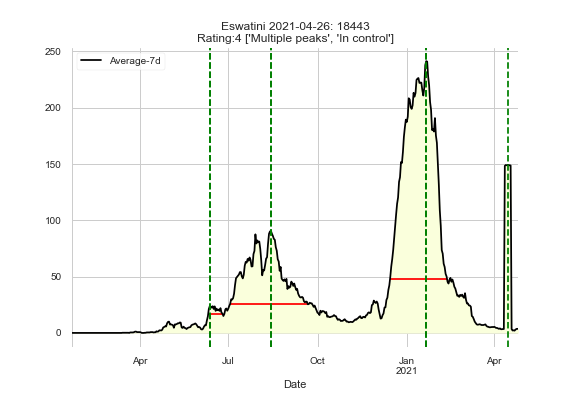 Eswatini 2021-04-26: 18443
Rating:4 ['Multiple peaks', 'In control']
Average-7d
250
200
150
100
50
0
Apr
Jul
Oct
Jan
2021
Apr
Date